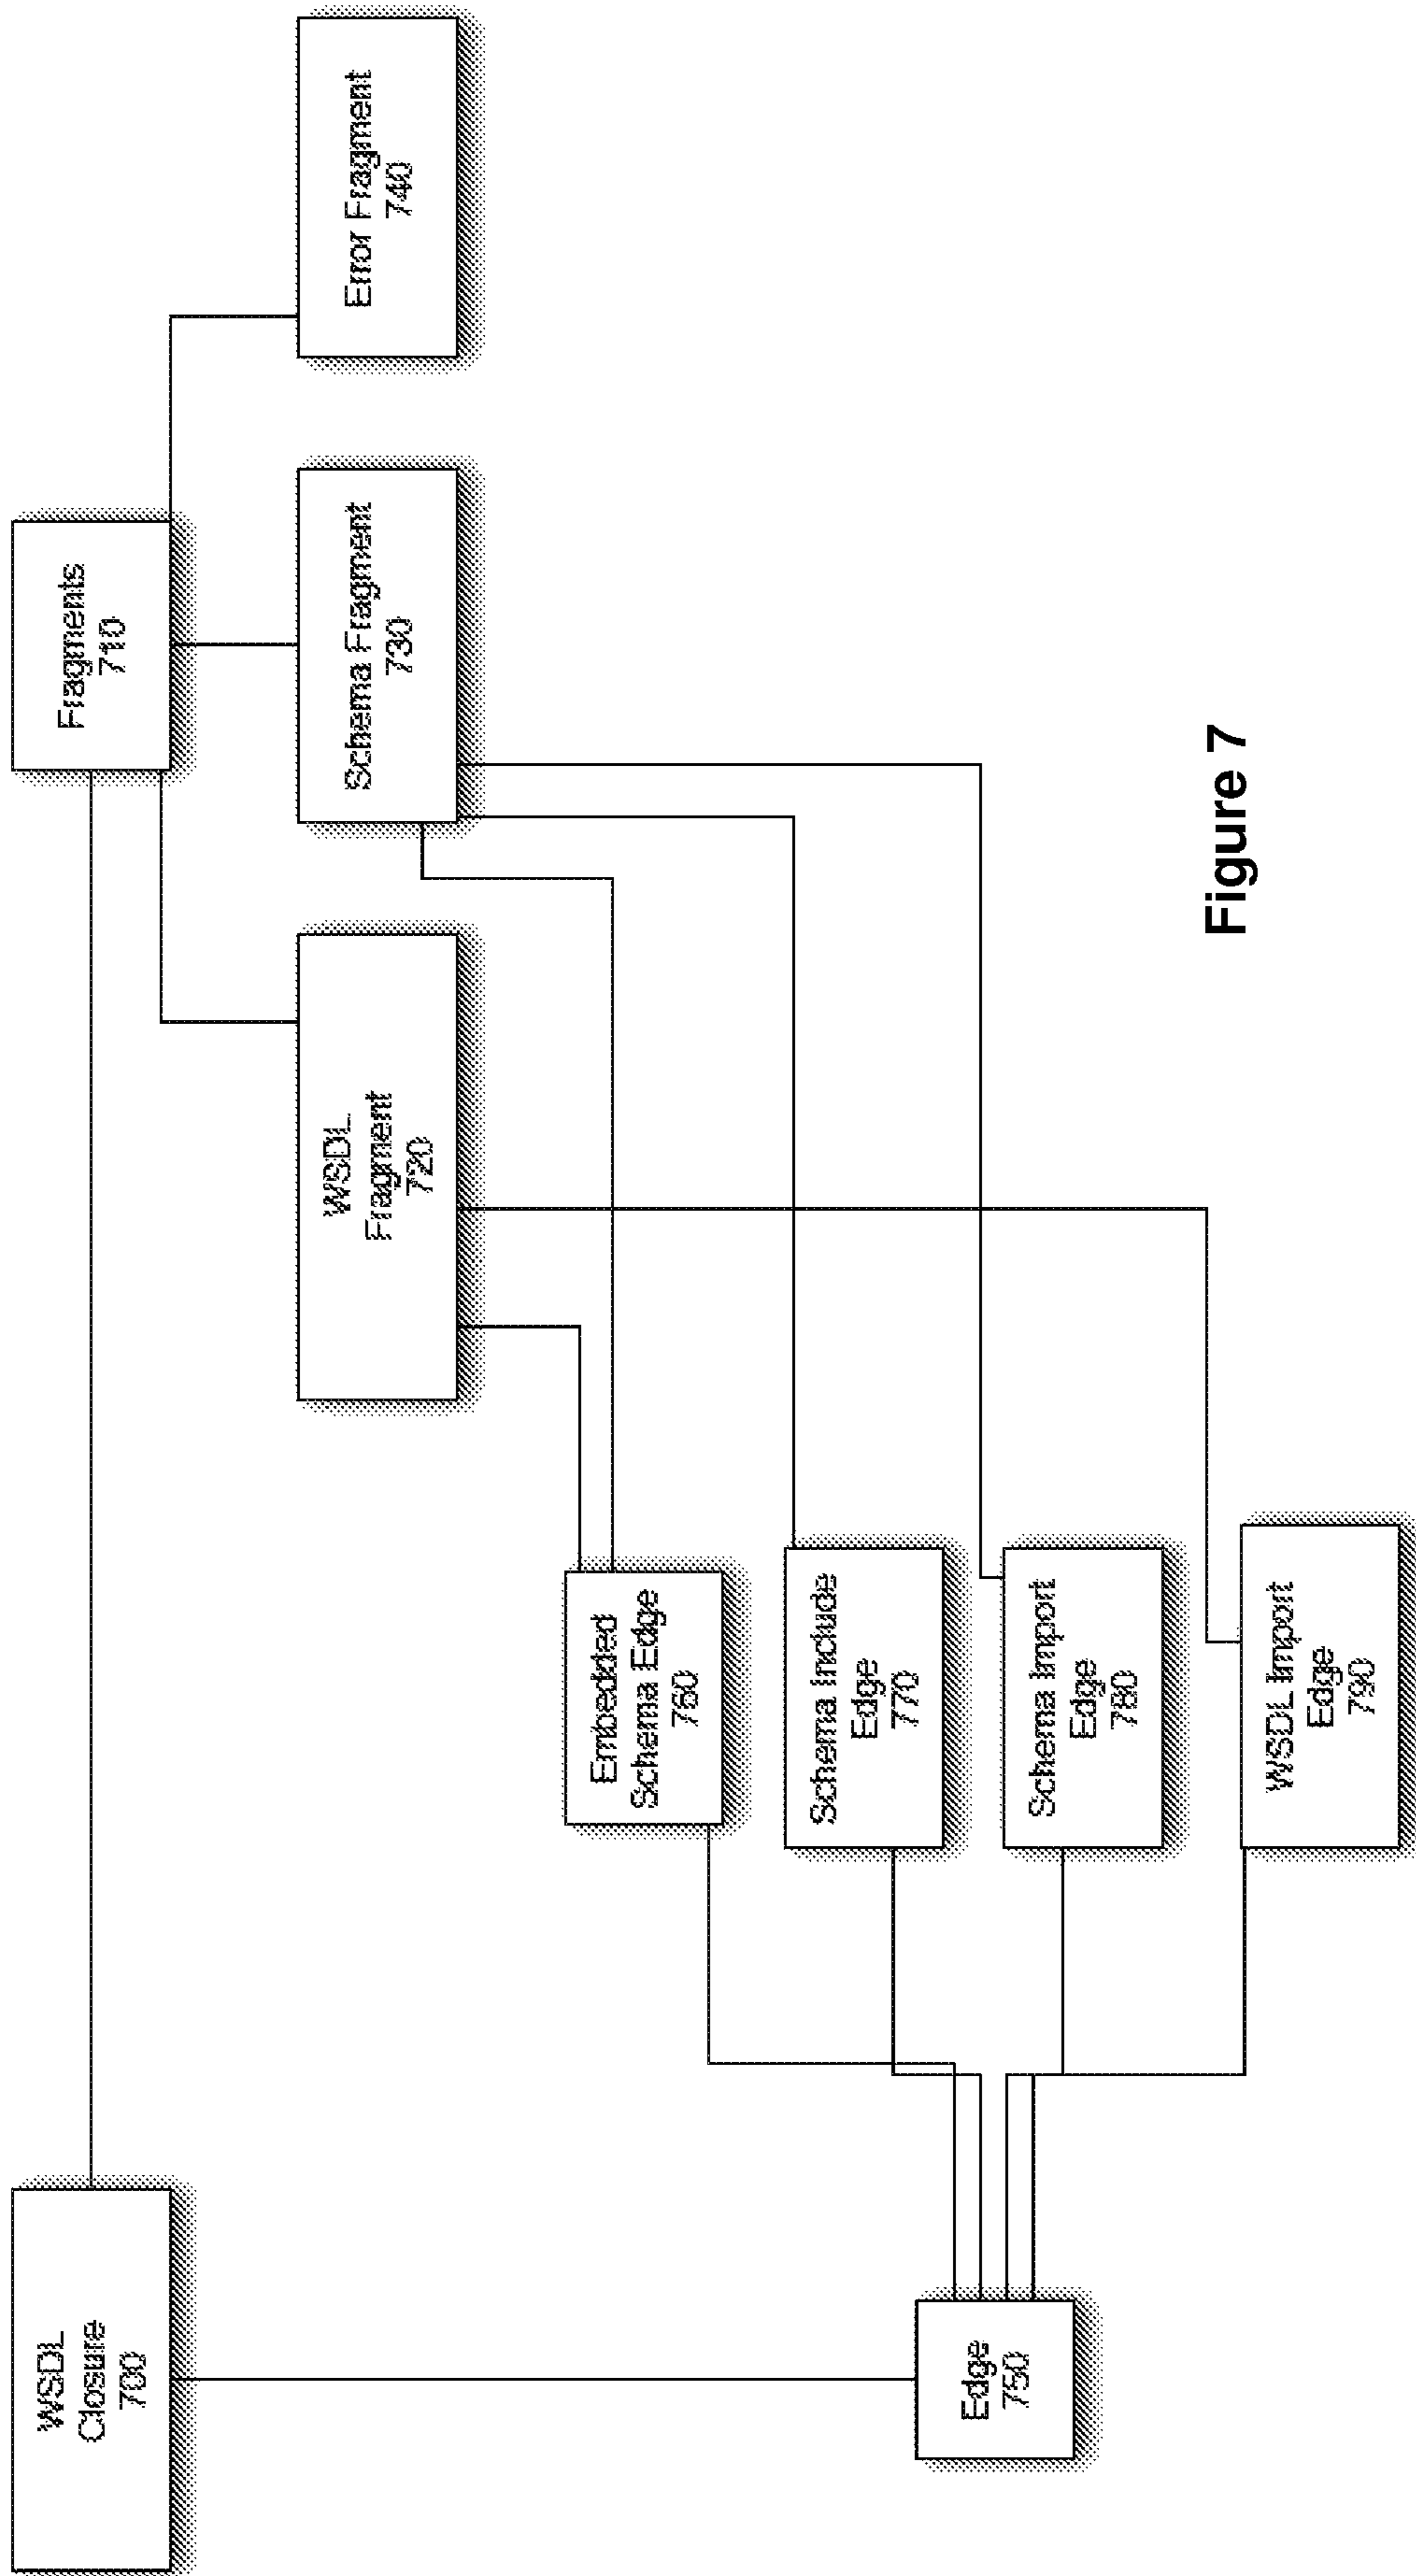 WSDL
Closure
700
Fragments
710
WSDL
Fragment
720
Schema Fragment
730
Error Fragment
740
Edge
750
Embedded
Schema Edge
760
Schema Include
Edge
770
Schema Import
Edge
780
WSDL Import
Edge
790
Figure 7